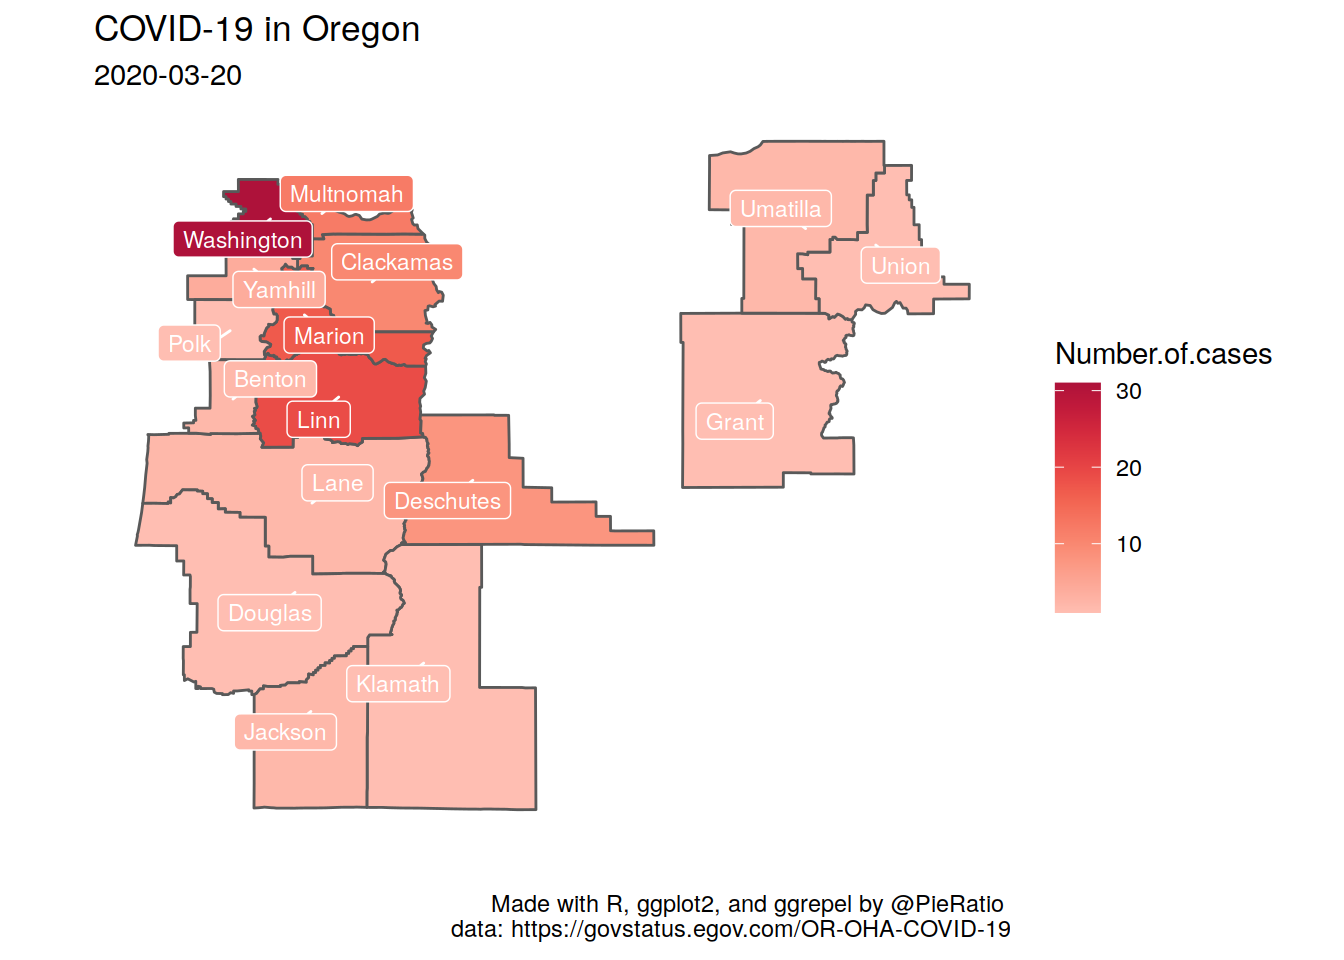 COVID-19 in Oregon
2020-03-20
Multnomah
Washington
Clackamas
Yamhill
Polk
Marion
Benton
Linn
Lane
Deschutes
Douglas
Klamath
Jackson
Umatilla
Union
Grant
Number.of.cases
30
20
10
Made with R, ggplot2, and ggrepel by @PieRatio
data: https://govstatus.egov.com/OR-OHA-COVID-19